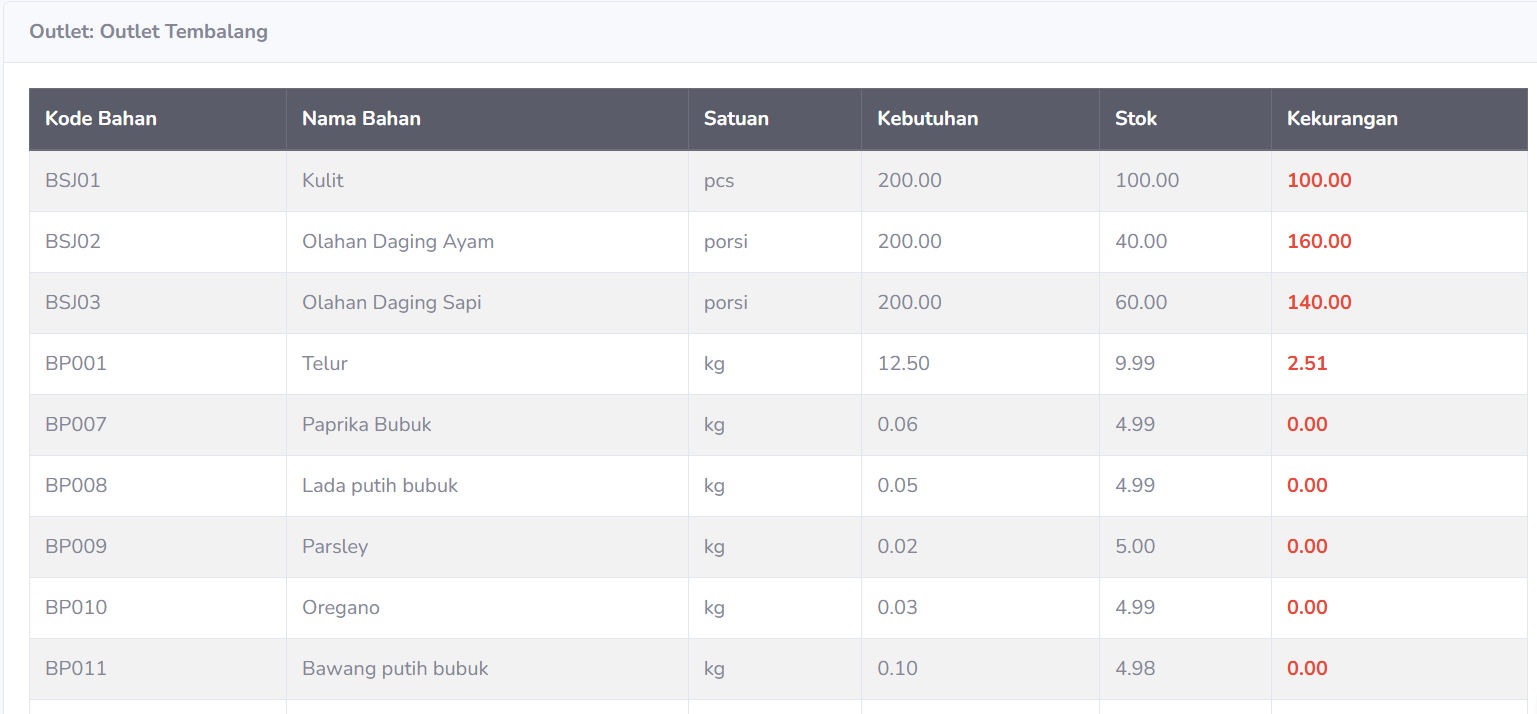 Outlet: Outlet Tembalang
Kode Bahan Nama Bahan Satuan Kebutuhan Stok Kekurangan
BSJ01 Kulit pcs 200.00 100.00 100.00
BSJ02 Olahan Daging Ayam porsi 200.00 40.00 160.00
BSJ03 Olahan Daging Sapi porsi 200.00 60.00 140.00
BP001 Telur kg 12.50 9.99 2.51
BP007 Paprika Bubuk kg 0.06 4.99 0.00
BP008 Lada putih bubuk kg 0.05 4.99 0.00
BP009 Parsley kg 0.02 5.00 0.00
BP010 Oregano kg 0.03 4.99 0.00
BP011 Bawang putih bubuk kg 0.10 4.98 0.00